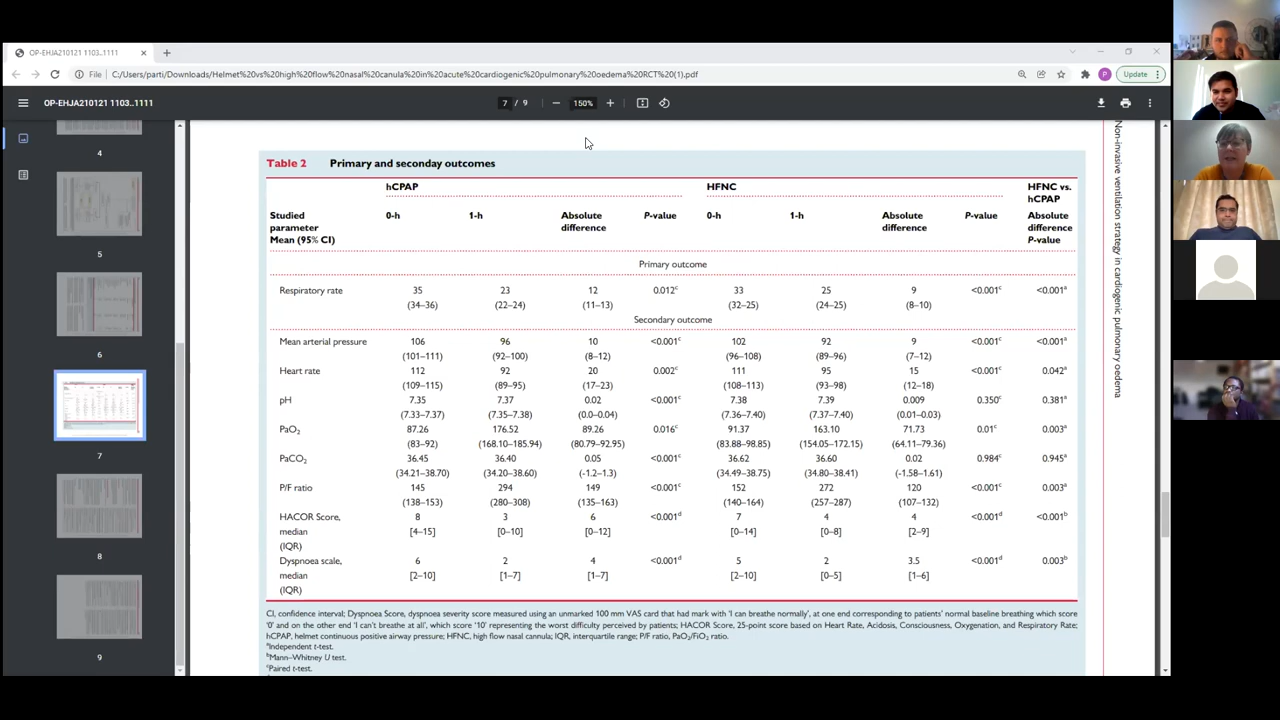 OP-EHJA210121 1103..1111
File C:/Users/parti/Downloads/Helmet%20vs%20high%20flow%20nasal%20canula%20in%20acute%20cardiogenic%20pulmonary%20oedema%20RCT%20(1).pdf
P Update
OP-EHJA210121 1103..1111 7 / 9 150%
4
5
6
7
8
9
Table 2 Primary and seconday outcomes
hCPAP HFNC HFNC vs. hCPAP
Studied parameter Mean (95% CI) 0-h 1-h Absolute difference P-value 0-h 1-h Absolute difference P-value Absolute difference P-value
Primary outcome
Respiratory rate 35 23 12 0.012c 33 25 9 <0.001c <0.001a
(34–36) (22–24) (11–13) (32–25) (24–25) (8–10)
Secondary outcome
Mean arterial pressure 106 96 10 <0.001c 102 92 9 <0.001c <0.001a
(101–111) (92–100) (8–12) (96–108) (89–96) (7–12)
Heart rate 112 92 20 0.002c 111 95 15 <0.001c 0.042a
(109–115) (89–95) (17–23) (108–113) (93–98) (12–18)
pH 7.35 7.37 0.02 <0.001c 7.38 7.39 0.009 0.350c 0.381a
(7.33–7.37) (7.35–7.38) (0.0–0.04) (7.36–7.40) (7.37–7.40) (0.01–0.03)
PaO2 87.26 176.52 89.26 0.016c 91.37 163.10 71.73 0.01c 0.003a
(83–92) (168.10–185.94) (80.79–92.95) (83.88–98.85) (154.05–172.15) (64.11–79.36)
PaCO2 36.45 36.40 0.05 <0.001c 36.62 36.60 0.02 0.984c 0.945a
(34.21–38.70) (34.20–38.60) (-1.2–1.3) (34.49–38.75) (34.80–38.41) (-1.58–1.61)
P/F ratio 145 294 149 <0.001c 152 272 120 <0.001c 0.003a
(138–153) (280–308) (135–163) (140–164) (257–287) (107–132)
HACOR Score, 8 3 6 <0.001d 7 4 4 <0.001d <0.001b
median [4–15] [0–10] [0–12] [0–14] [0–8] [2–9]
(IQR)
Dyspnoea scale, 6 2 4 <0.001d 5 2 3.5 <0.001d 0.003b
median [2–10] [1–7] [1–7] [2–10] [0–5] [1–6]
(IQR)
CI, confidence interval; Dyspnoea Score, dyspnoea severity score measured using an unmarked 100 mm VAS card that had mark with 'I can breathe normally', at one end corresponding to patients' normal baseline breathing which score
'0' and on the other end 'I can't breathe at all', which score '10' representing the worst difficulty perceived by patients; HACOR Score, 25-point score based on Heart Rate, Acidosis, Consciousness, Oxygenation, and Respiratory Rate;
hCPAP, helmet continuous positive airway pressure; HFNC, high flow nasal cannula; IQR, interquartile range; P/F ratio, PaO2/FiO2 ratio.
aIndependent t-test.
bMann–Whitney U test.
cPaired t-test.
Non-invasive ventilation strategy in cardiogenic pulmonary oedema